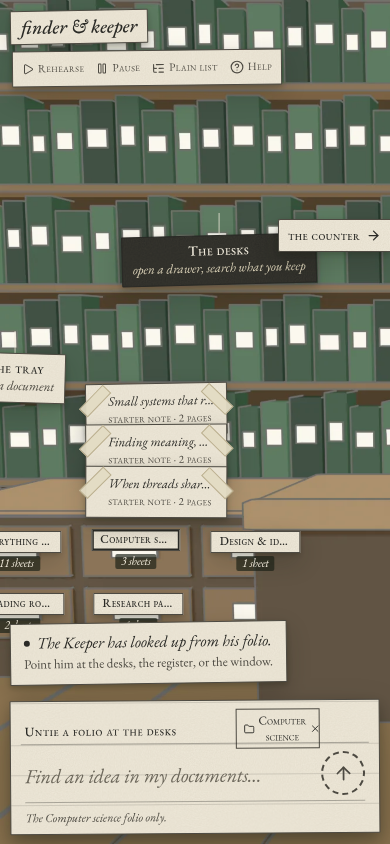 finder & keeper
Rehearse Pause Plain list Help
The counter
The desks
open a drawer, search what you keep
he tray
a document
Small systems that r...
starter note · 2 pages
Finding meaning, ...
starter note · 2 pages
When threads shar...
starter note · 2 pages
rything ...
11 sheets
Computer s...
3 sheets
Design & id...
1 sheet
ading ro...
Research pa...
The Keeper has looked up from his folio.
Point him at the desks, the register, or the window.
Untie a folio at the desks
Computer
science
Find an idea in my documents...
The Computer science folio only.